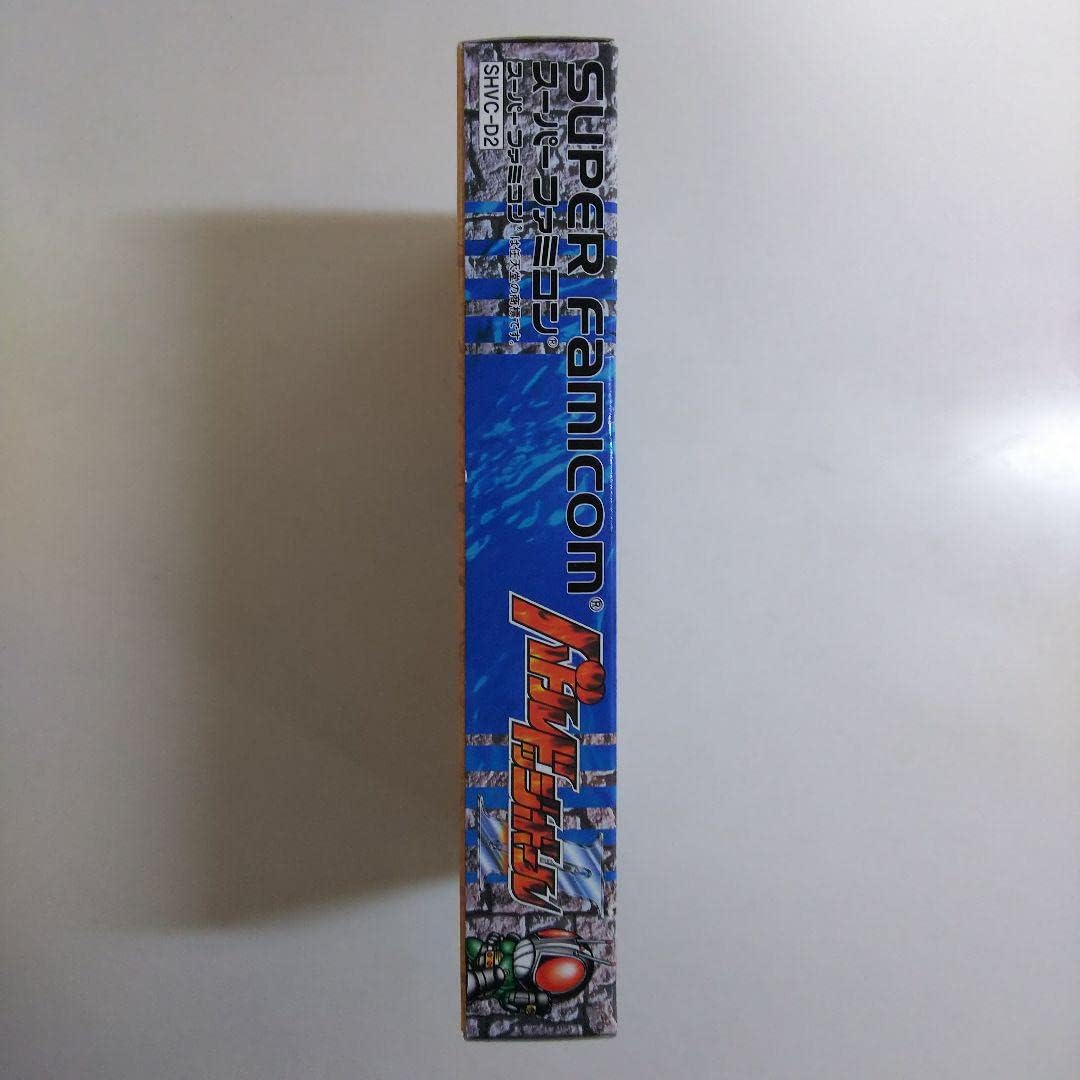 SUPER Famicom®
スーパーファミコン®
スーパーファミコン®は任天堂の商標です。
SHVC-D2
バトルドッジボール
II